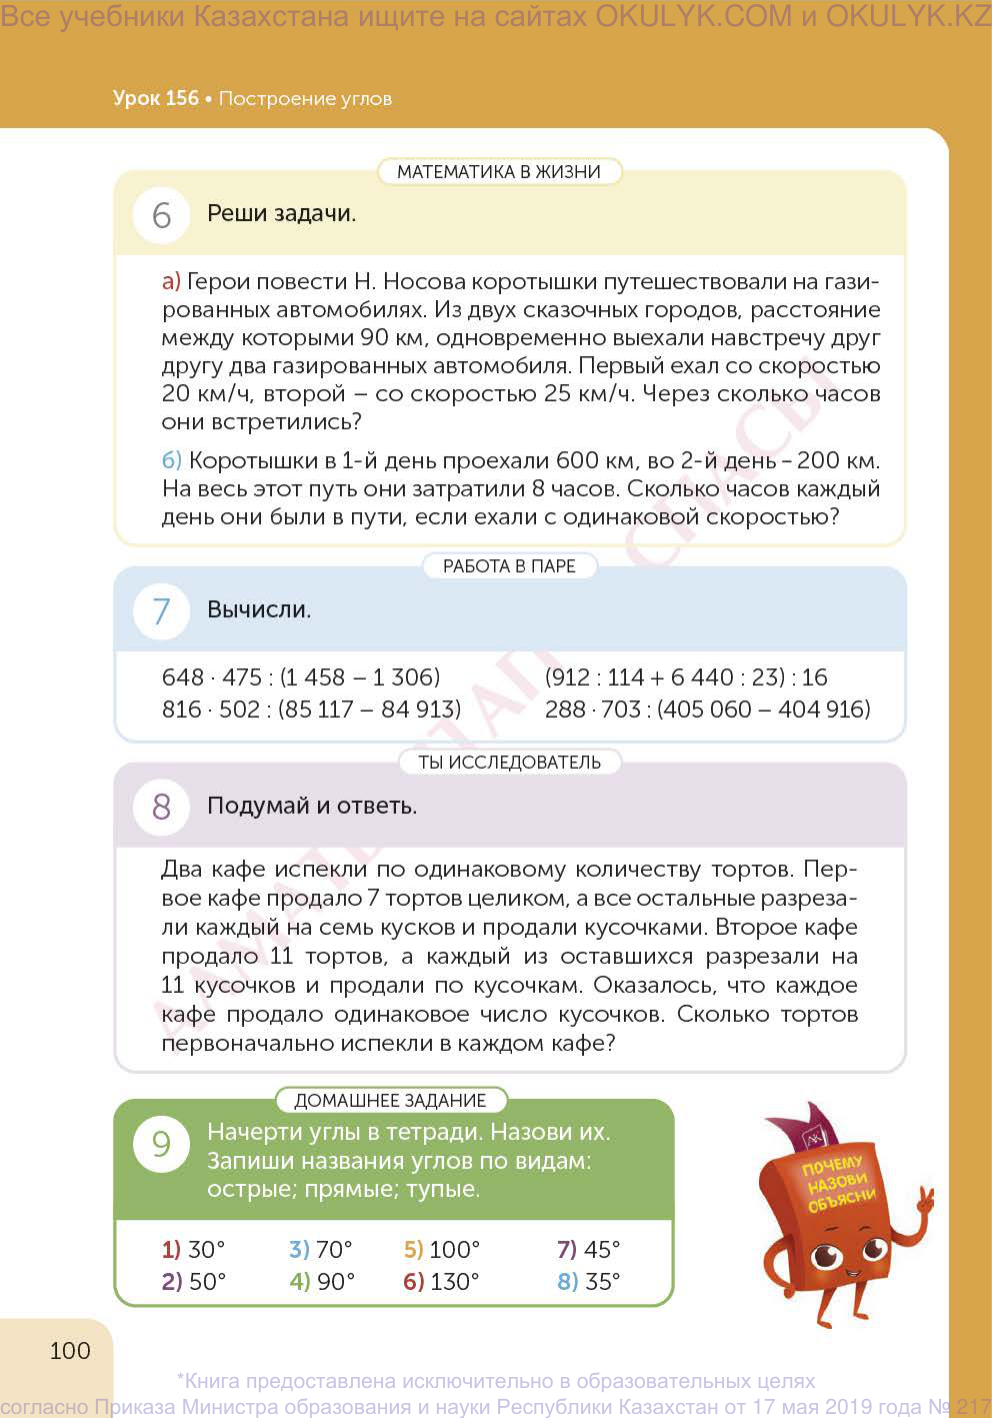 Все учебники Казахстана ищите на сайтах OKULYK.COM и OKULYK.KZ
Урок 156 • Построение углов
МАТЕМАТИКА В ЖИЗНИ
6 Реши задачи.
а) Герои повести Н. Носова коротышки путешествовали на гази-
рованных автомобилях. Из двух сказочных городов, расстояние
между которыми 90 км, одновременно выехали навстречу друг
другу два газированных автомобиля. Первый ехал со скоростью
20 км/ч, второй – со скоростью 25 км/ч. Через сколько часов
они встретились?
б) Коротышки в 1-й день проехали 600 км, во 2-й день – 200 км.
На весь этот путь они затратили 8 часов. Сколько часов каждый
день они были в пути, если ехали с одинаковой скоростью?
РАБОТА В ПАРЕ
7 Вычисли.
648 · 475 : (1 458 – 1 306) (912 : 114 + 6 440 : 23) : 16
816 · 502 : (85 117 – 84 913) 288 · 703 : (405 060 – 404 916)
ТЫ ИССЛЕДОВАТЕЛЬ
8 Подумай и ответь.
Два кафе испекли по одинаковому количеству тортов. Пер-
вое кафе продало 7 тортов целиком, а все остальные разреза-
ли каждый на семь кусков и продали кусочками. Второе кафе
продало 11 тортов, а каждый из оставшихся разрезали на
11 кусочков и продали по кусочкам. Оказалось, что каждое
кафе продало одинаковое число кусочков. Сколько тортов
первоначально испекли в каждом кафе?
ДОМАШНЕЕ ЗАДАНИЕ
9 Начерти углы в тетради. Назови их.
Запиши названия углов по видам:
острые; прямые; тупые.
1) 30° 3) 70° 5) 100° 7) 45°
2) 50° 4) 90° 6) 130° 8) 35°
АК
ПОЧЕМУ
НАЗОВИ
ОБЪЯСНИ
100
*Книга предоставлена исключительно в образовательных целях
согласно Приказа Министра образования и науки Республики Казахстан от 17 мая 2019 года № 217